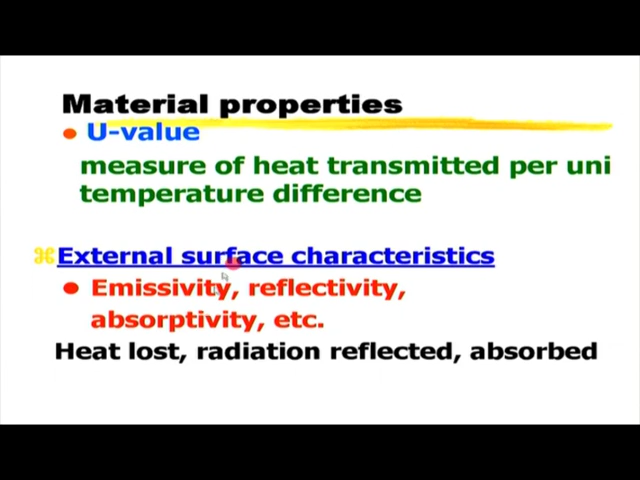 Material properties
U-value
measure of heat transmitted per uni
temperature difference
External surface characteristics
Emissivity, reflectivity,
absorptivity, etc.
Heat lost, radiation reflected, absorbed